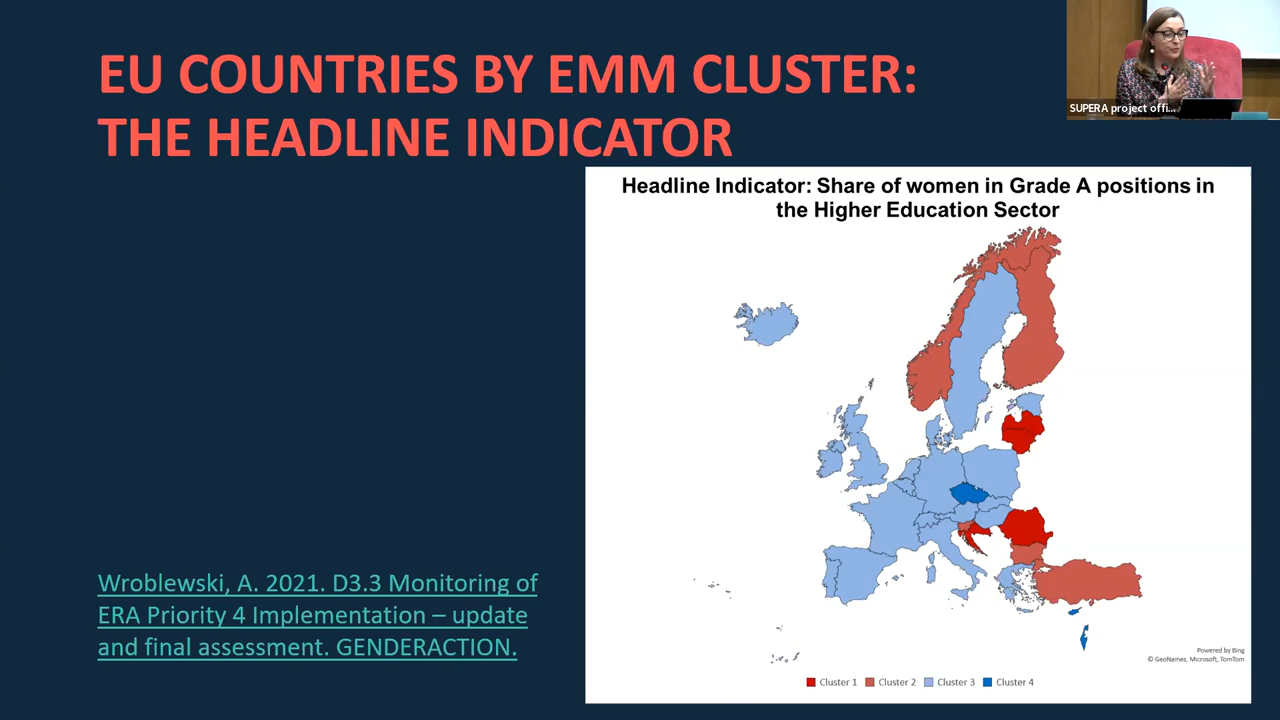 EU COUNTRIES BY EMM CLUSTER:
THE HEADLINE INDICATOR
SUPERA project offi...
Headline Indicator: Share of women in Grade A positions in
the Higher Education Sector
Wroblewski, A. 2021. D3.3 Monitoring of
ERA Priority 4 Implementation – update
and final assessment. GENDERACTION.
Powered by Bing
© GeoNames, Microsoft, TomTom
Cluster 1 Cluster 2 Cluster 3 Cluster 4